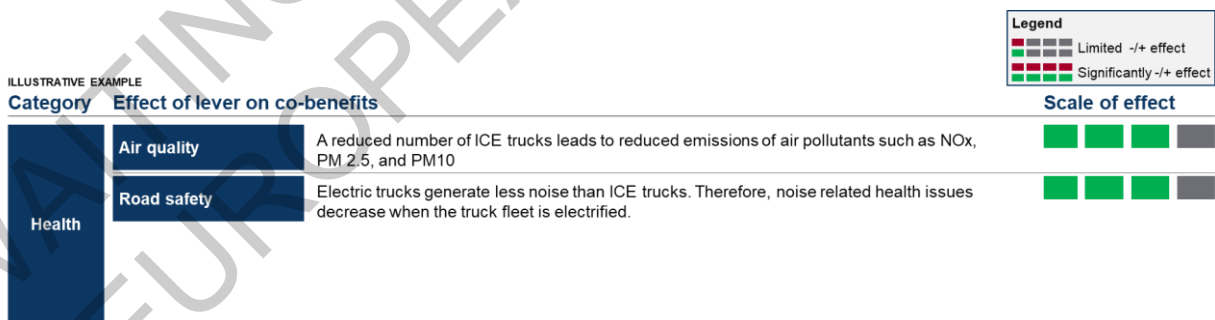 Legend
Limited -/+ effect
Significantly -/+ effect
ILLUSTRATIVE EXAMPLE
Category Effect of lever on co-benefits Scale of effect
Health
Air quality
A reduced number of ICE trucks leads to reduced emissions of air pollutants such as NOx,
PM 2.5, and PM10
Road safety
Electric trucks generate less noise than ICE trucks. Therefore, noise related health issues
decrease when the truck fleet is electrified.